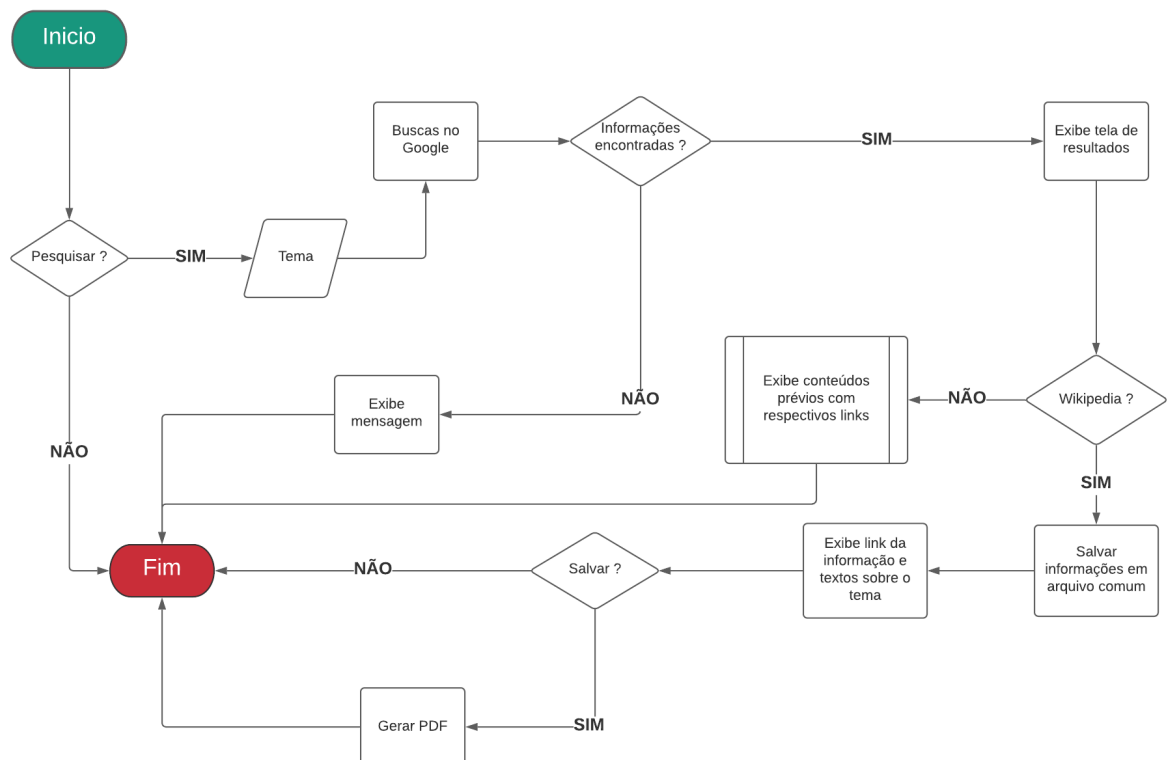 Inicio
Buscas no
Google
Informações
encontradas ?
SIM
Exibe tela de
resultados
Pesquisar ?
SIM
Tema
NÃO
Exibe
mensagem
NÃO
Exibe conteúdos
prévios com
respectivos links
NÃO
Wikipedia ?
SIM
Fim
NÃO
Salvar ?
Exibe link da
informação e
textos sobre o
tema
Salvar
informações em
arquivo comum
Gerar PDF
SIM